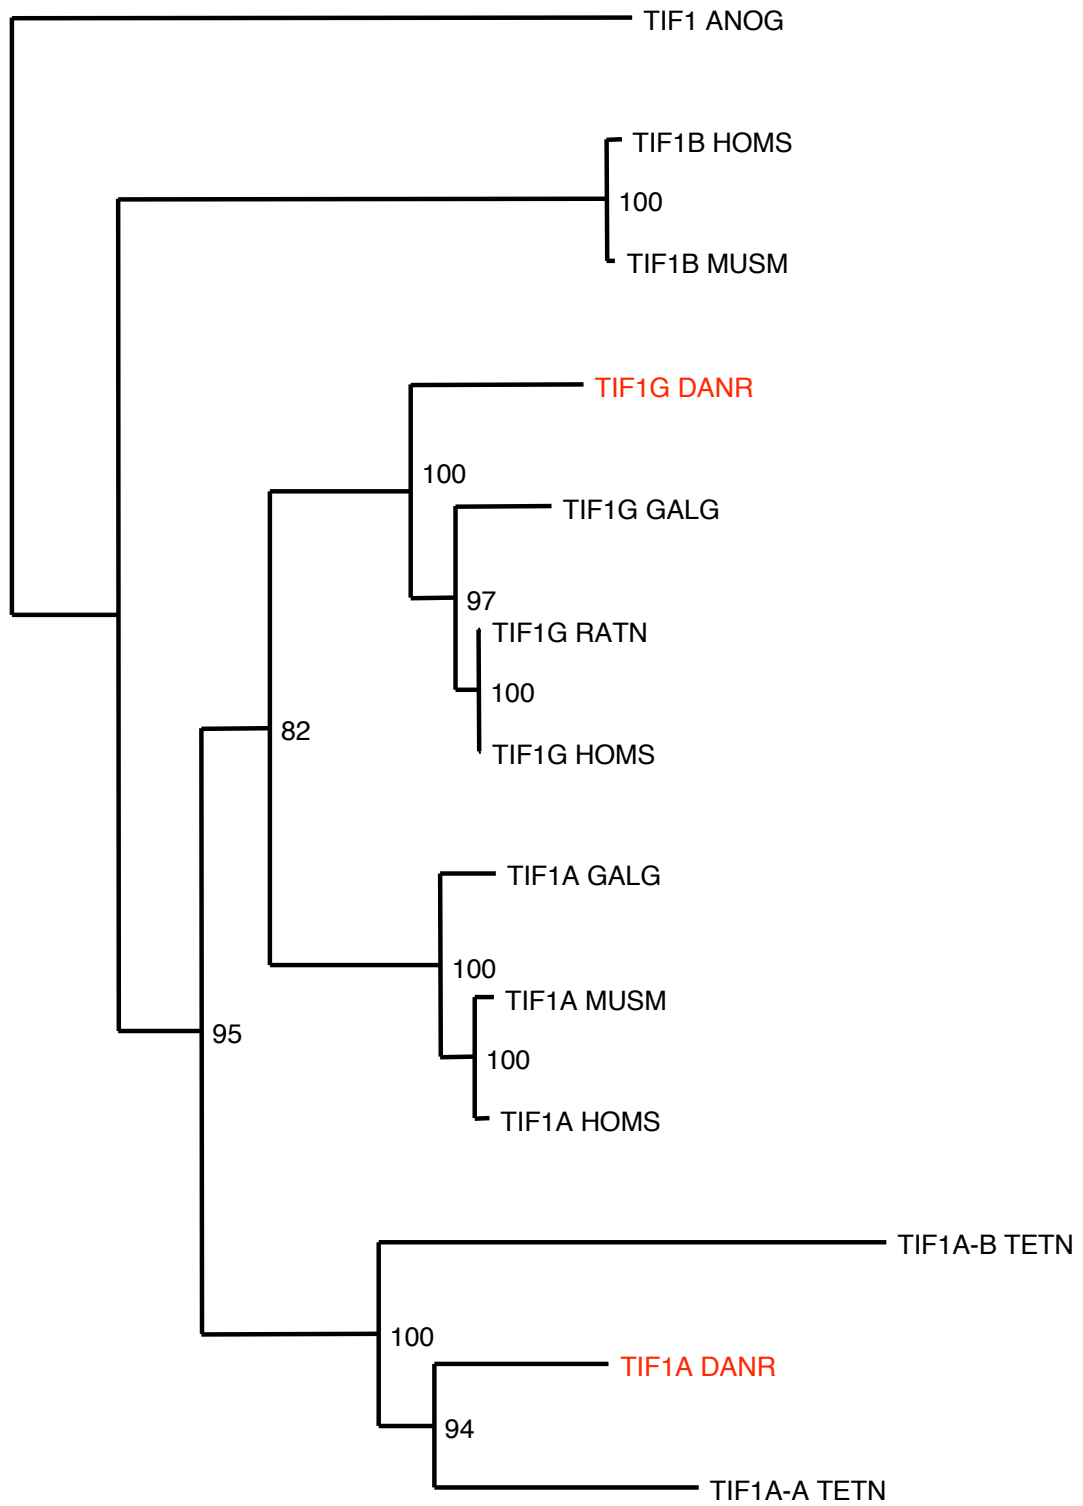 TIF1 ANOG
TIF1B HOMS
100
TIF1B MUSM
TIF1G DANR
100
TIF1G GALG
97
TIF1G RATN
100
82
TIF1G HOMS
TIF1A GALG
100
TIF1A MUSM
95
100
TIF1A HOMS
TIF1A-B TETN
100
TIF1A DANR
94
TIF1A-A TETN